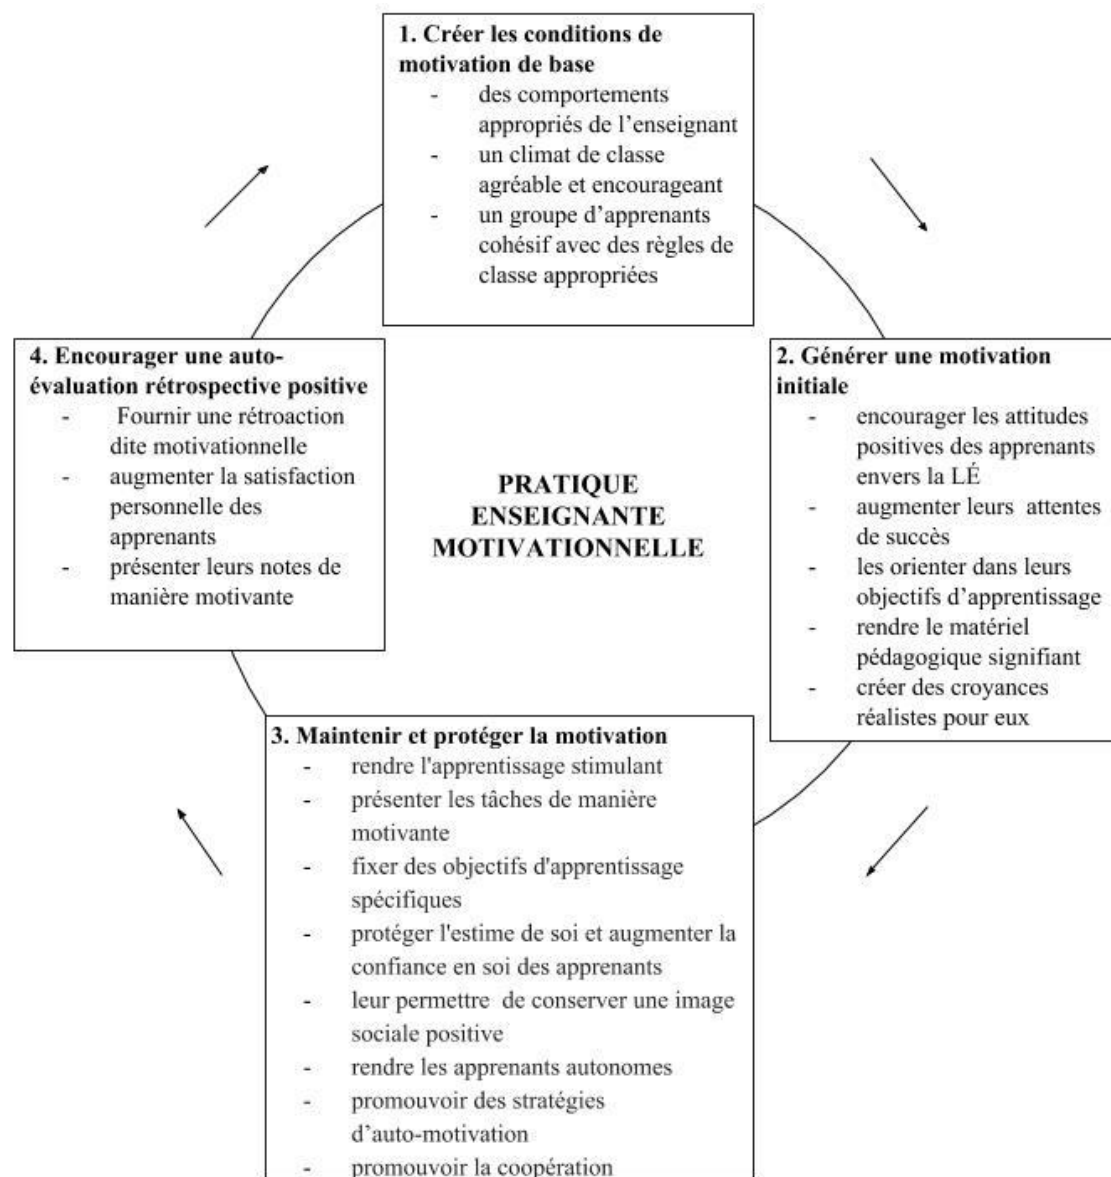 1. Créer les conditions de
motivation de base
- des comportements
appropriés de l’enseignant
- un climat de classe
agréable et encourageant
- un groupe d’apprenants
cohésif avec des règles de
classe appropriées
2. Générer une motivation
initiale
- encourager les attitudes
positives des apprenants
envers la LÉ
- augmenter leurs attentes
de succès
- les orienter dans leurs
objectifs d’apprentissage
- rendre le matériel
pédagogique signifiant
- créer des croyances
réalistes pour eux
3. Maintenir et protéger la motivation
- rendre l'apprentissage stimulant
- présenter les tâches de manière
motivante
- fixer des objectifs d'apprentissage
spécifiques
- protéger l'estime de soi et augmenter la
confiance en soi des apprenants
- leur permettre de conserver une image
sociale positive
- rendre les apprenants autonomes
- promouvoir des stratégies
d’auto-motivation
- promouvoir la coopération
4. Encourager une auto-
évaluation rétrospective positive
- Fournir une rétroaction
dite motivationnelle
- augmenter la satisfaction
personnelle des
apprenants
- présenter leurs notes de
manière motivante
PRATIQUE
ENSEIGNANTE
MOTIVATIONNELLE